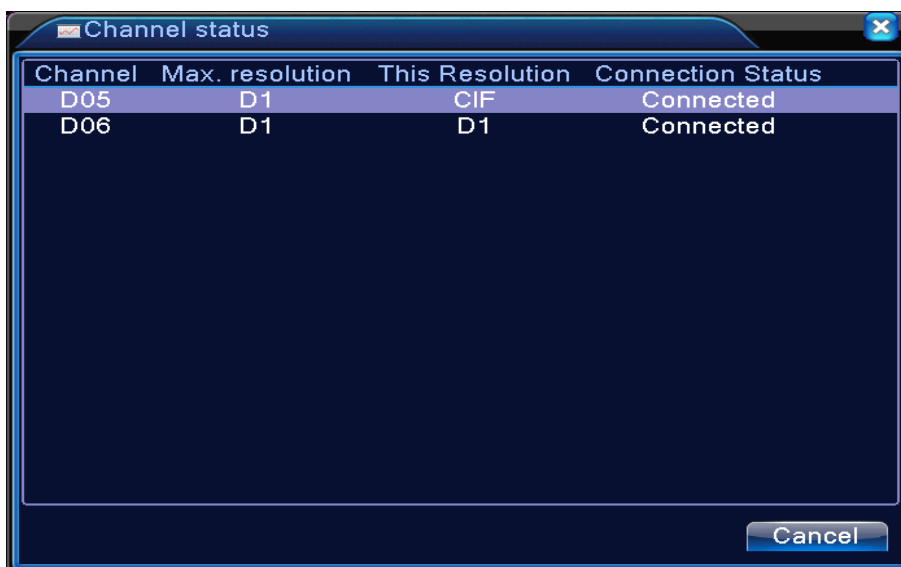 Channel status
Channel Max. resolution This Resolution Connection Status
D05 D1 CIF Connected
D06 D1 D1 Connected
Cancel